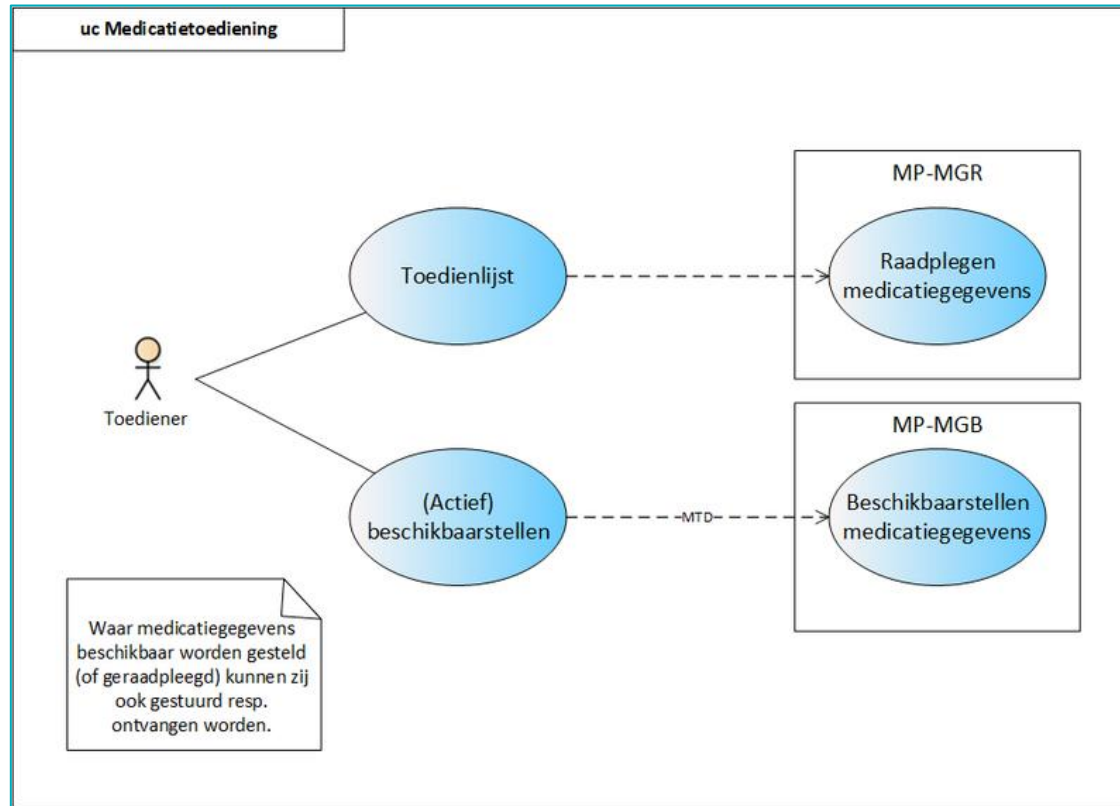 uc Medicatietoediening
MP-MGR
Toedienlijst
Raadplegen
medicatiegegevens
Toediener
MP-MGB
(Actief)
beschikbaarstellen
MTD
Beschikbaarstellen
medicatiegegevens
Waar medicatiegegevens
beschikbaar worden gesteld
(of geraadpleegd) kunnen zij
ook gestuurd resp.
ontvangen worden.